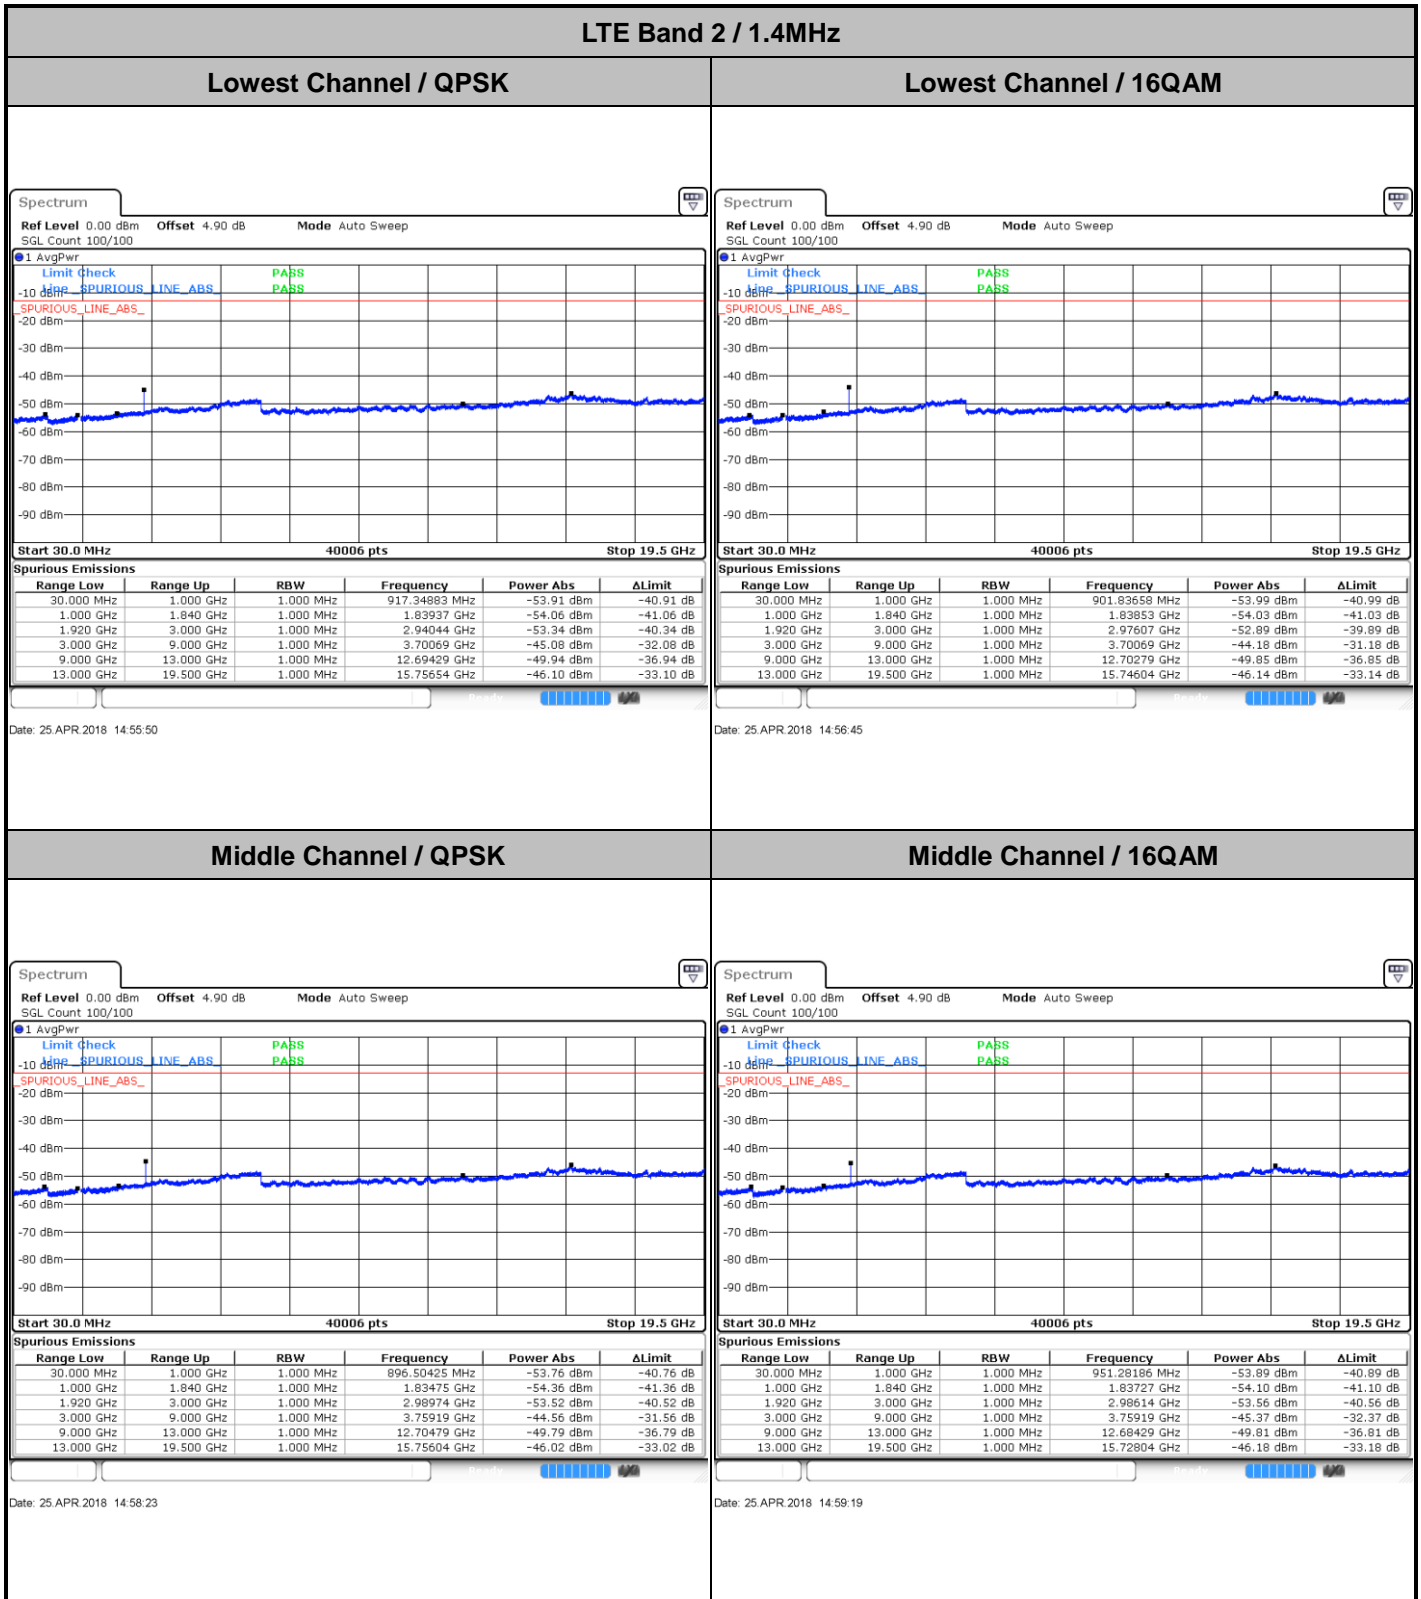 LTE Band 2 / 1.4MHz
Lowest Channel / QPSK
Lowest Channel / 16QAM
Spectrum
Ref Level 0.00 dBm Offset 4.90 dB Mode Auto Sweep
SGL Count 100/100
1 AvgPwr
Limit Check PASS
Line _SPURIOUS_LINE_ABS_ PASS
-10 dBm
_SPURIOUS_LINE_ABS_
-20 dBm
-30 dBm
-40 dBm
-50 dBm
-60 dBm
-70 dBm
-80 dBm
-90 dBm
Start 30.0 MHz 40006 pts Stop 19.5 GHz
Spurious Emissions
Range Low Range Up RBW Frequency Power Abs ΔLimit
30.000 MHz 1.000 GHz 1.000 MHz 917.34883 MHz -53.91 dBm -40.91 dB
1.000 GHz 1.840 GHz 1.000 MHz 1.83937 GHz -54.06 dBm -41.06 dB
1.920 GHz 3.000 GHz 1.000 MHz 2.94044 GHz -53.34 dBm -40.34 dB
3.000 GHz 9.000 GHz 1.000 MHz 3.70069 GHz -45.08 dBm -32.08 dB
9.000 GHz 13.000 GHz 1.000 MHz 12.69429 GHz -49.94 dBm -36.94 dB
13.000 GHz 19.500 GHz 1.000 MHz 15.75654 GHz -46.10 dBm -33.10 dB
Date: 25.APR.2018 14:55:50
Spectrum
Ref Level 0.00 dBm Offset 4.90 dB Mode Auto Sweep
SGL Count 100/100
1 AvgPwr
Limit Check PASS
Line _SPURIOUS_LINE_ABS_ PASS
-10 dBm
_SPURIOUS_LINE_ABS_
-20 dBm
-30 dBm
-40 dBm
-50 dBm
-60 dBm
-70 dBm
-80 dBm
-90 dBm
Start 30.0 MHz 40006 pts Stop 19.5 GHz
Spurious Emissions
Range Low Range Up RBW Frequency Power Abs ΔLimit
30.000 MHz 1.000 GHz 1.000 MHz 901.83658 MHz -53.99 dBm -40.99 dB
1.000 GHz 1.840 GHz 1.000 MHz 1.83853 GHz -54.03 dBm -41.03 dB
1.920 GHz 3.000 GHz 1.000 MHz 2.97607 GHz -52.89 dBm -39.89 dB
3.000 GHz 9.000 GHz 1.000 MHz 3.70069 GHz -44.18 dBm -31.18 dB
9.000 GHz 13.000 GHz 1.000 MHz 12.70279 GHz -49.85 dBm -36.85 dB
13.000 GHz 19.500 GHz 1.000 MHz 15.74604 GHz -46.14 dBm -33.14 dB
Date: 25.APR.2018 14:56:45
Middle Channel / QPSK
Middle Channel / 16QAM
Spectrum
Ref Level 0.00 dBm Offset 4.90 dB Mode Auto Sweep
SGL Count 100/100
1 AvgPwr
Limit Check PASS
Line _SPURIOUS_LINE_ABS_ PASS
-10 dBm
_SPURIOUS_LINE_ABS_
-20 dBm
-30 dBm
-40 dBm
-50 dBm
-60 dBm
-70 dBm
-80 dBm
-90 dBm
Start 30.0 MHz 40006 pts Stop 19.5 GHz
Spurious Emissions
Range Low Range Up RBW Frequency Power Abs ΔLimit
30.000 MHz 1.000 GHz 1.000 MHz 896.50425 MHz -53.76 dBm -40.76 dB
1.000 GHz 1.840 GHz 1.000 MHz 1.83475 GHz -54.36 dBm -41.36 dB
1.920 GHz 3.000 GHz 1.000 MHz 2.98974 GHz -53.52 dBm -40.52 dB
3.000 GHz 9.000 GHz 1.000 MHz 3.75919 GHz -44.56 dBm -31.56 dB
9.000 GHz 13.000 GHz 1.000 MHz 12.70479 GHz -49.79 dBm -36.79 dB
13.000 GHz 19.500 GHz 1.000 MHz 15.75604 GHz -46.02 dBm -33.02 dB
Date: 25.APR.2018 14:58:23
Spectrum
Ref Level 0.00 dBm Offset 4.90 dB Mode Auto Sweep
SGL Count 100/100
1 AvgPwr
Limit Check PASS
Line _SPURIOUS_LINE_ABS_ PASS
-10 dBm
_SPURIOUS_LINE_ABS_
-20 dBm
-30 dBm
-40 dBm
-50 dBm
-60 dBm
-70 dBm
-80 dBm
-90 dBm
Start 30.0 MHz 40006 pts Stop 19.5 GHz
Spurious Emissions
Range Low Range Up RBW Frequency Power Abs ΔLimit
30.000 MHz 1.000 GHz 1.000 MHz 951.28186 MHz -53.89 dBm -40.89 dB
1.000 GHz 1.840 GHz 1.000 MHz 1.83727 GHz -54.10 dBm -41.10 dB
1.920 GHz 3.000 GHz 1.000 MHz 2.98614 GHz -53.56 dBm -40.56 dB
3.000 GHz 9.000 GHz 1.000 MHz 3.75919 GHz -45.37 dBm -32.37 dB
9.000 GHz 13.000 GHz 1.000 MHz 12.68429 GHz -49.81 dBm -36.81 dB
13.000 GHz 19.500 GHz 1.000 MHz 15.72804 GHz -46.18 dBm -33.18 dB
Date: 25.APR.2018 14:59:19